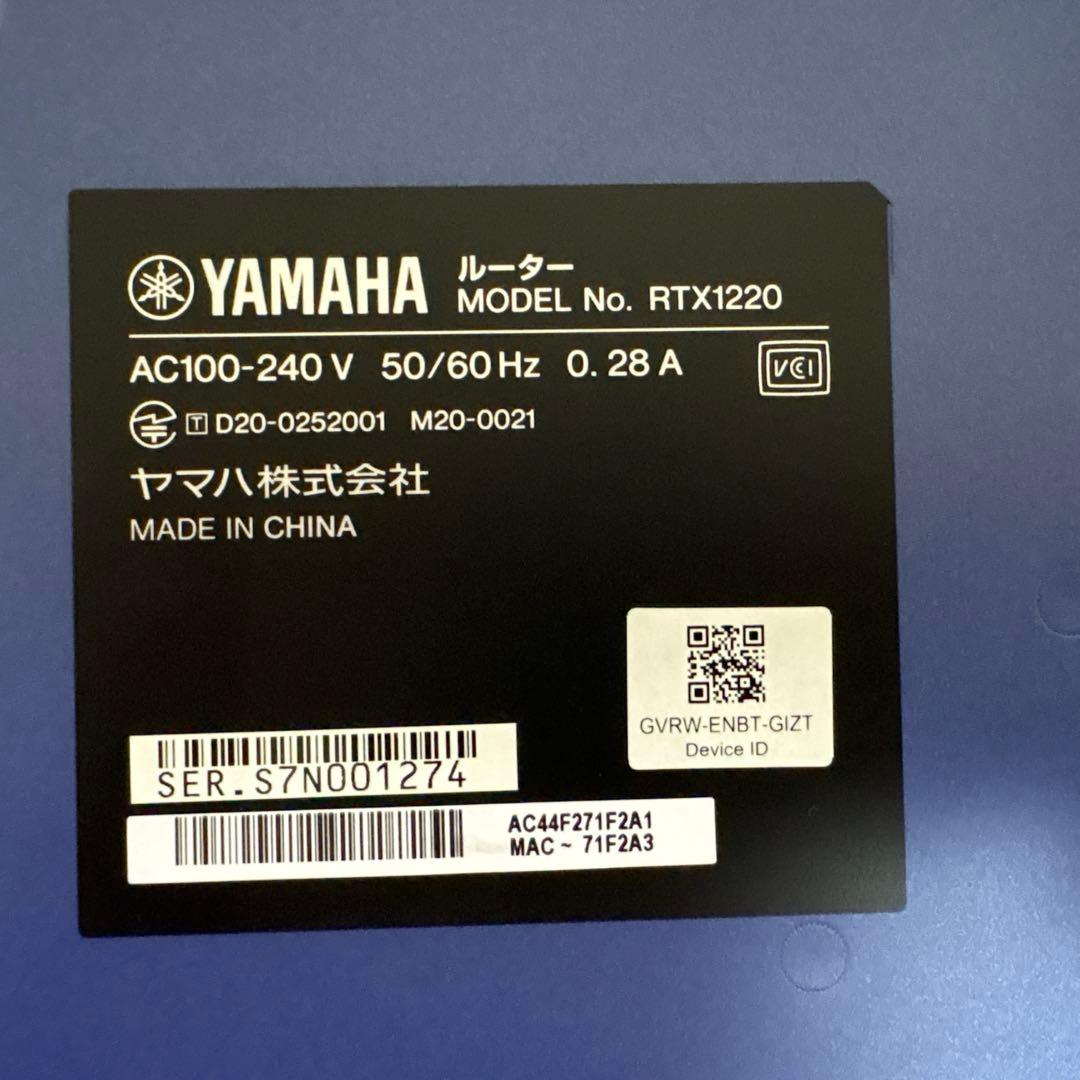 YAMAHA ルーター
MODEL No. RTX1220
AC100-240 V 50/60 Hz 0.28 A
VCI
T D20-0252001 M20-0021
ヤマハ株式会社
MADE IN CHINA
GVRW-ENBT-GIZT
Device ID
SER.S7N001274
AC44F271F2A1
MAC ~ 71F2A3